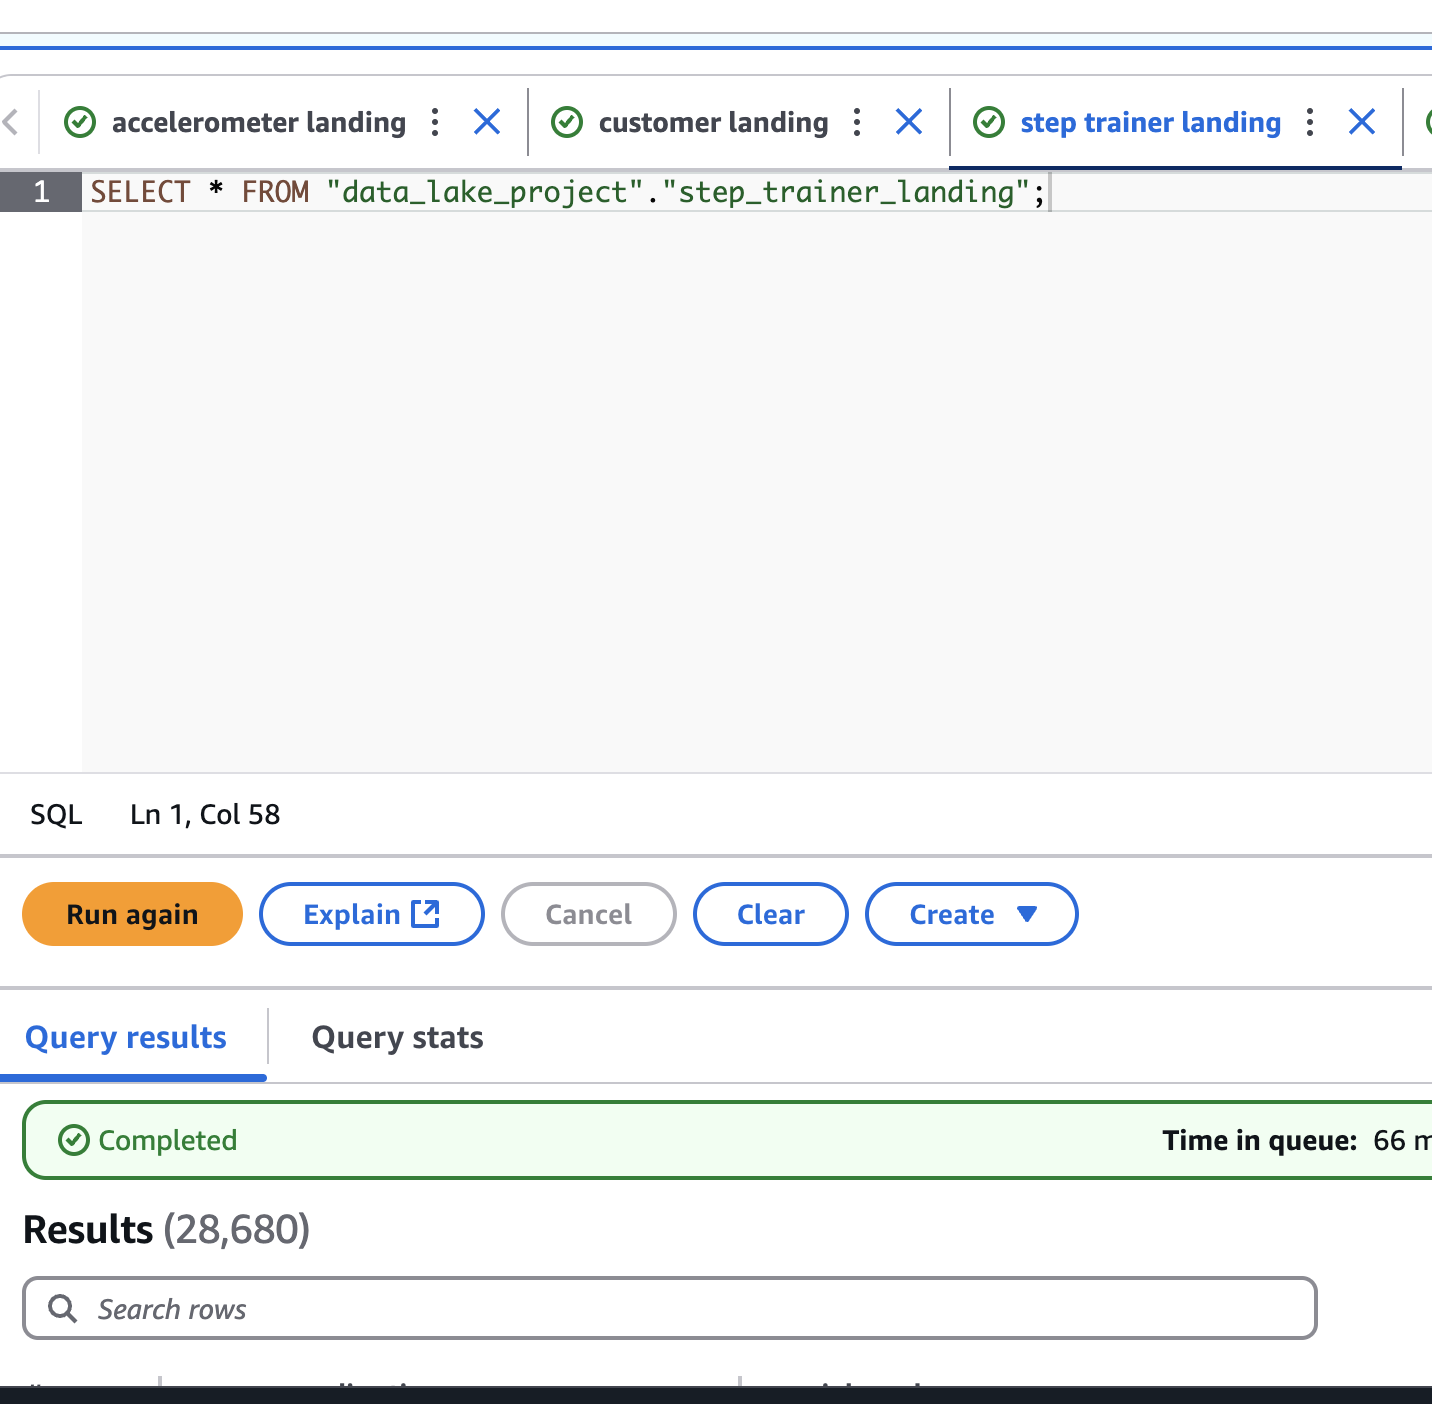 accelerometer landing
customer landing
step trainer landing
1 SELECT * FROM "data_lake_project"."step_trainer_landing";
SQL Ln 1, Col 58
Run again Explain Cancel Clear Create
Query results Query stats
Completed Time in queue: 66 m
Results (28,680)
Search rows